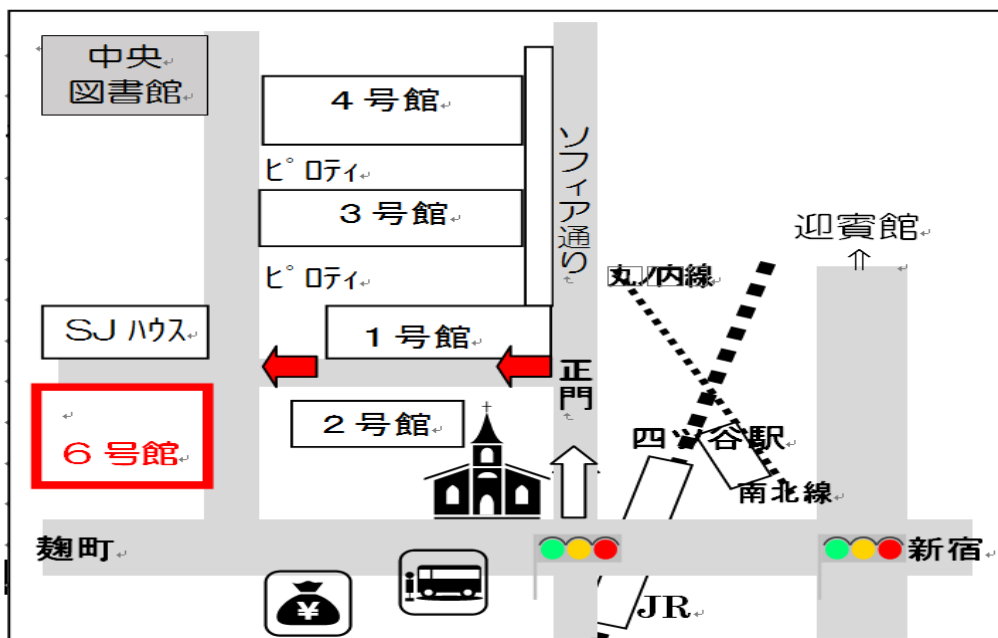 中央
図書館
4号館
ピロティ
3号館
ピロティ
ソフィア通り
迎賓館
丸ノ内線
SJハウス
1号館
正門
2号館
6号館
四ッ谷駅
南北線
麹町
新宿
¥
JR